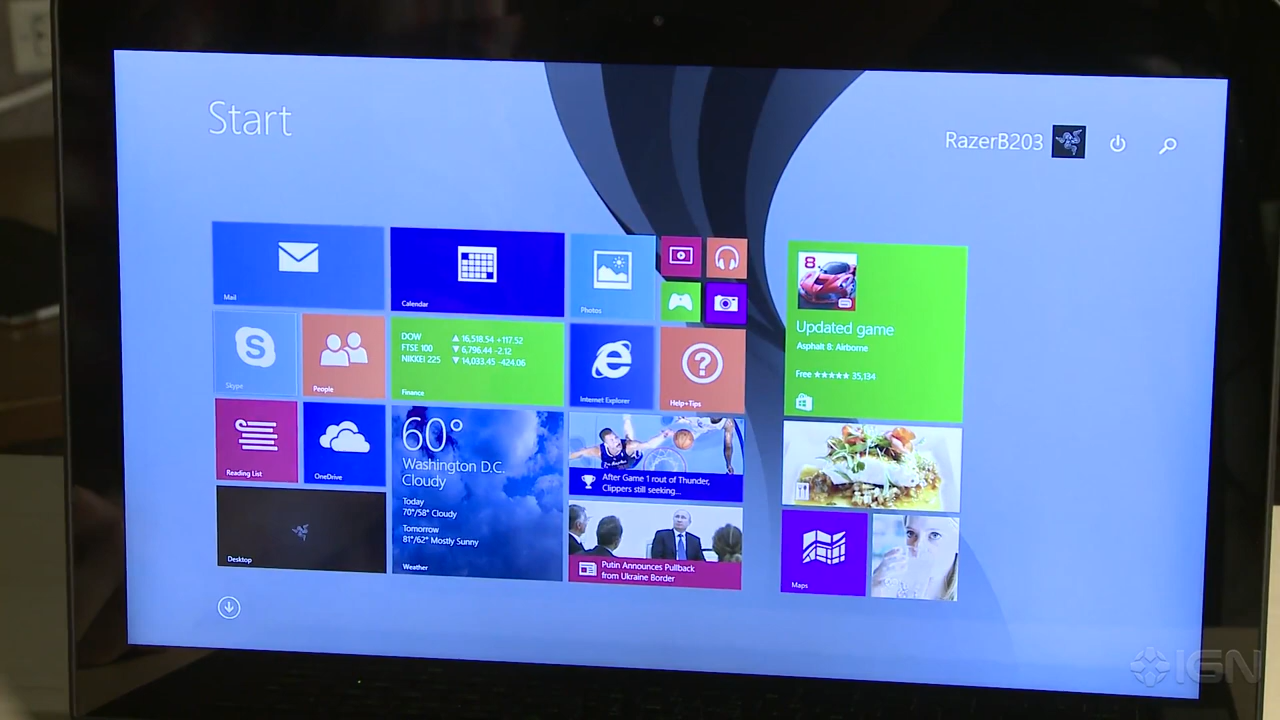 Start
RazerB203
Mail
Calendar
Photos
8
Updated game
Asphalt 8: Airborne
Free ★★★★★ 35,134
Skype
People
DOW ▲ 16,518.54 +117.52
FTSE 100 ▼ 6,796.44 -2.12
NIKKEI 225 ▼ 14,033.45 -424.06
Finance
Internet Explorer
Help+Tips
Reading List
OneDrive
60°
Washington D.C.
Cloudy
Today
70°/58° Cloudy
Tomorrow
81°/62° Mostly Sunny
Weather
After Game 1 rout of Thunder,
Clippers still seeking...
Putin Announces Pullback
from Ukraine Border
Desktop
Maps
IGN